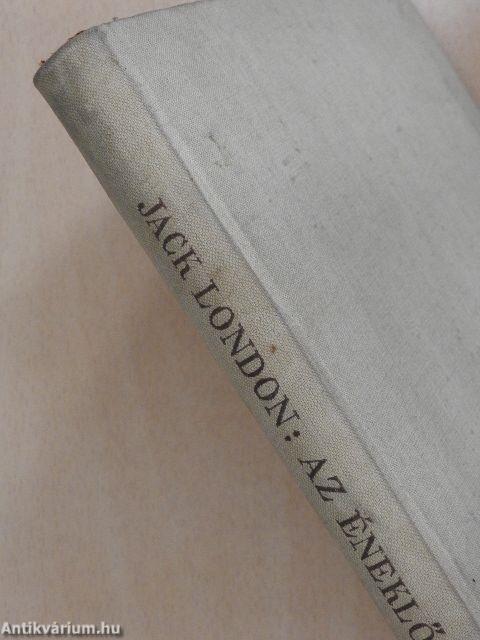 JACK LONDON: AZ ÉNEKLŐ
Antikvárium.hu